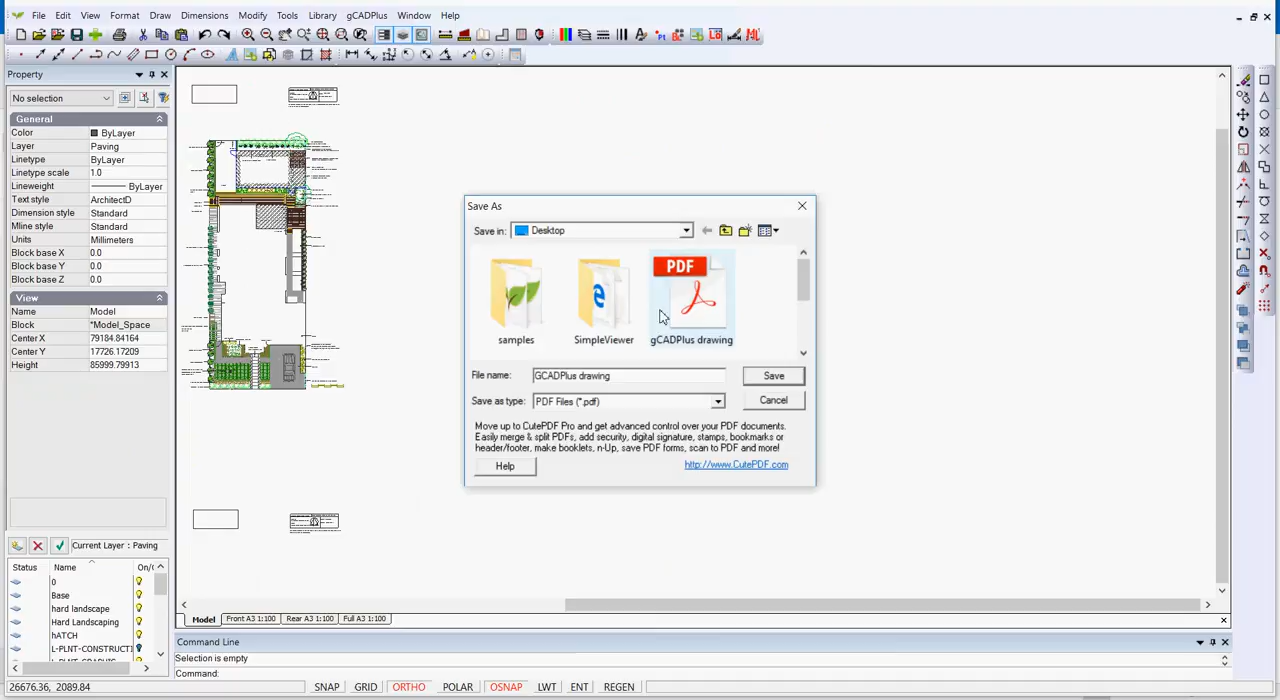 File Edit View Dimensions Format Draw Dimensions Modify Tools Library gCADPlus Window Help
Property
No selection
General
Color ByLayer
Layer Paving
Linetype ByLayer
Linetype scale 1.0
Lineweight ByLayer
Text style ArchitectD
Dimension style Standard
Mline style Standard
Units Millimeters
Block base X 0.0
Block base Y 0.0
Block base Z 0.0
View
Name Model
Block *Model_Space
Center X 79184.84164
Center Y 17726.17209
Height 85999.79913
Current Layer : Paving
Status Name On/(
0
Base
hard landscape
Hard Landscaping
hATCH
L-PLNT-CONSTRUCTI
Save As
Save in: Desktop
samples SimpleViewer PDF gCADPlus drawing
File name: GCADPlus drawing Save
Save as type: PDF Files (*.pdf) Cancel
Move up to CutePDF Pro and get advanced control over your PDF documents.
Easily merge & split PDFs, add security, digital signature, stamps, bookmarks or
header/footer, make booklets, n-Up, save PDF forms, scan to PDF and more!
Help http://www.CutePDF.com
Model Front A3 1:100 Rear A3 1:100 Full A3 1:100
Command Line
Selection is empty
Command:
26676.36, 2089.84 SNAP GRID ORTHO POLAR OSNAP LWT ENT REGEN